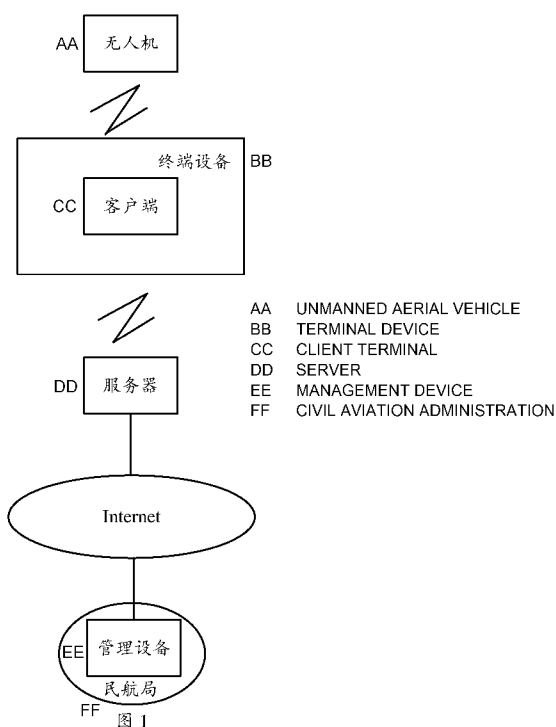 AA 无人机
终端设备 BB
CC 客户端
AA UNMANNED AERIAL VEHICLE
BB TERMINAL DEVICE
CC CLIENT TERMINAL
DD SERVER
EE MANAGEMENT DEVICE
FF CIVIL AVIATION ADMINISTRATION
DD 服务器
Internet
EE 管理设备
民航局
FF
图 1